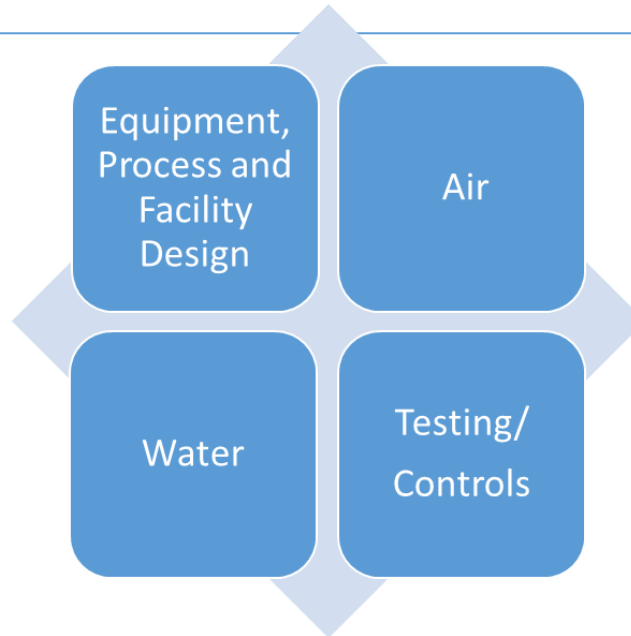 Equipment,
Process and
Facility
Design
Air
Water
Testing/
Controls